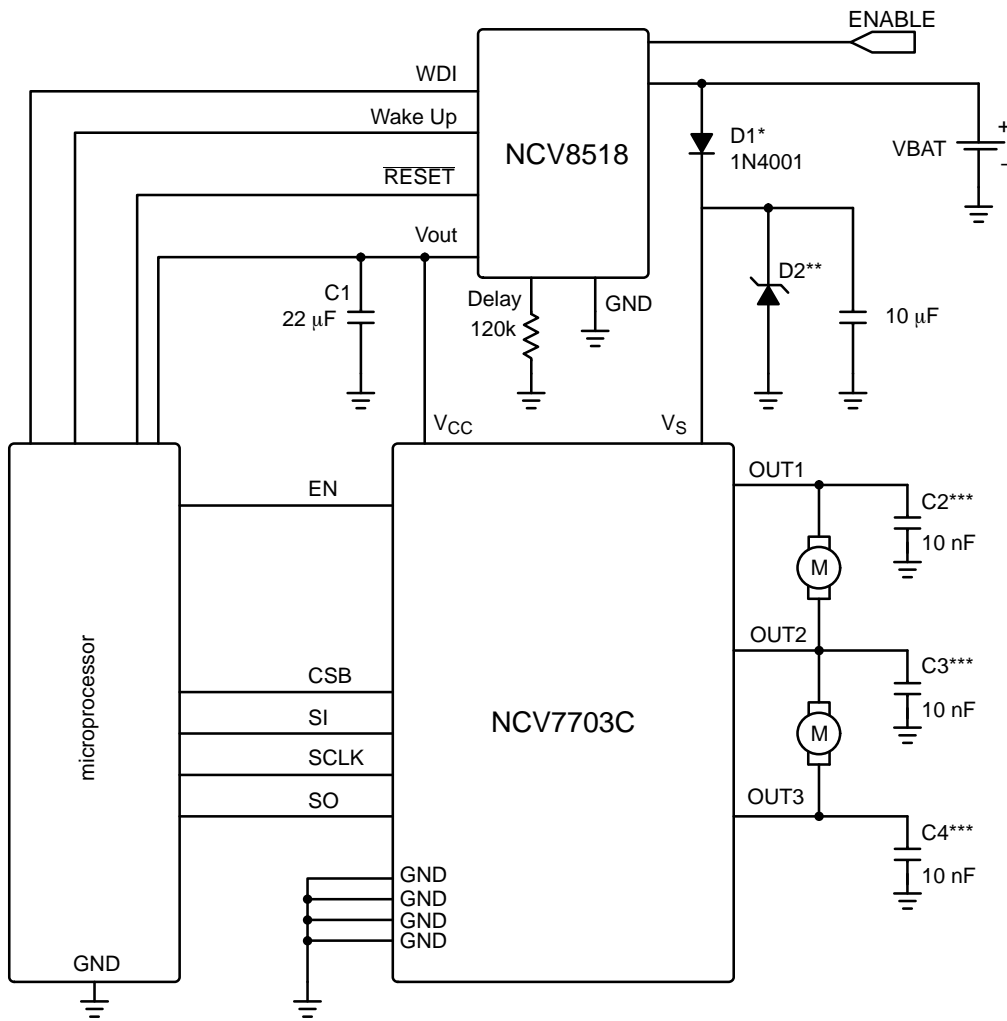 ENABLE
WDI
Wake Up
RESET
Vout
NCV8518
D1*
1N4001
VBAT
+
−
C1
22 μF
Delay
120k
GND
D2**
10 μF
VCC
VS
microprocessor
EN
CSB
SI
SCLK
SO
GND
GND
GND
GND
GND
NCV7703C
OUT1
OUT2
OUT3
M
M
C2***
10 nF
C3***
10 nF
C4***
10 nF